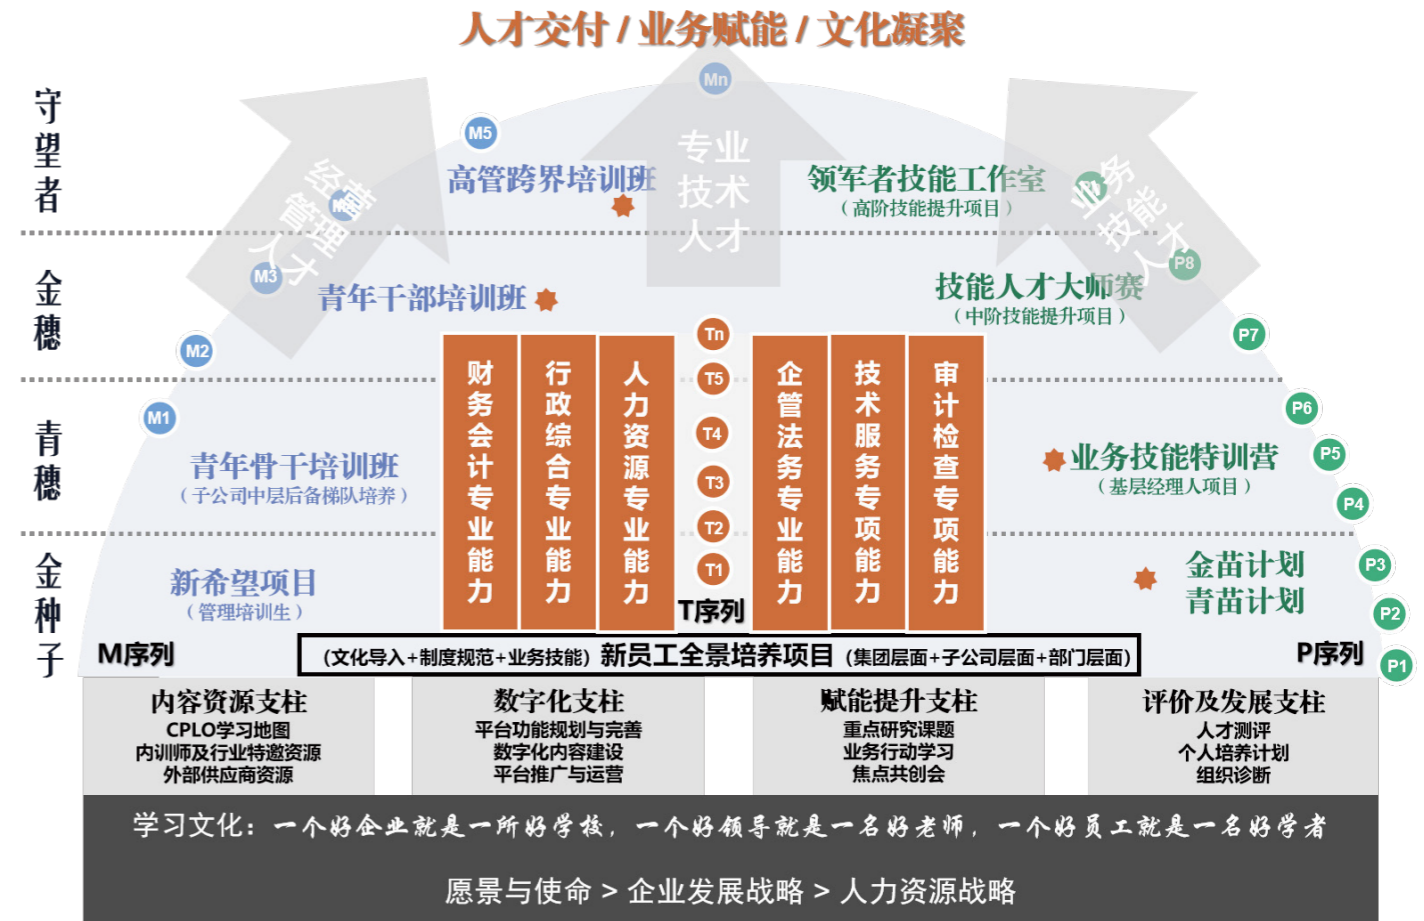 人才交付 / 业务赋能 / 文化凝聚
守望者
金穗
青穗
金种子
经营管理人才
专业技术人才
业务技能人才
Mn
M5
M3
M2
M1
高管跨界培训班
领军者技能工作室
（高阶技能提升项目）
青年干部培训班
技能人才大师赛
（中阶技能提升项目）
P8
P7
P6
P5
P4
P3
P2
P1
青年骨干培训班
（子公司中层后备梯队培养）
业务技能特训营
（基层经理人项目）
新希望项目
（管理培训生）
金苗计划
青苗计划
财务会计专业能力
行政综合专业能力
人力资源专业能力
Tn
T5
T4
T3
T2
T1
T序列
企管法务专业能力
技术服务专项能力
审计检查专项能力
M序列
（文化导入+制度规范+业务技能）新员工全景培养项目（集团层面+子公司层面+部门层面）
P序列
内容资源支柱
CPLO学习地图
内训师及行业特邀资源
外部供应商资源
数字化支柱
平台功能规划与完善
数字化内容建设
平台推广与运营
赋能提升支柱
重点研究课题
业务行动学习
焦点共创会
评价及发展支柱
人才测评
个人培养计划
组织诊断
学习文化：一个好企业就是一所好学校，一个好领导就是一名好老师，一个好员工就是一名好学者
愿景与使命 > 企业发展战略 > 人力资源战略